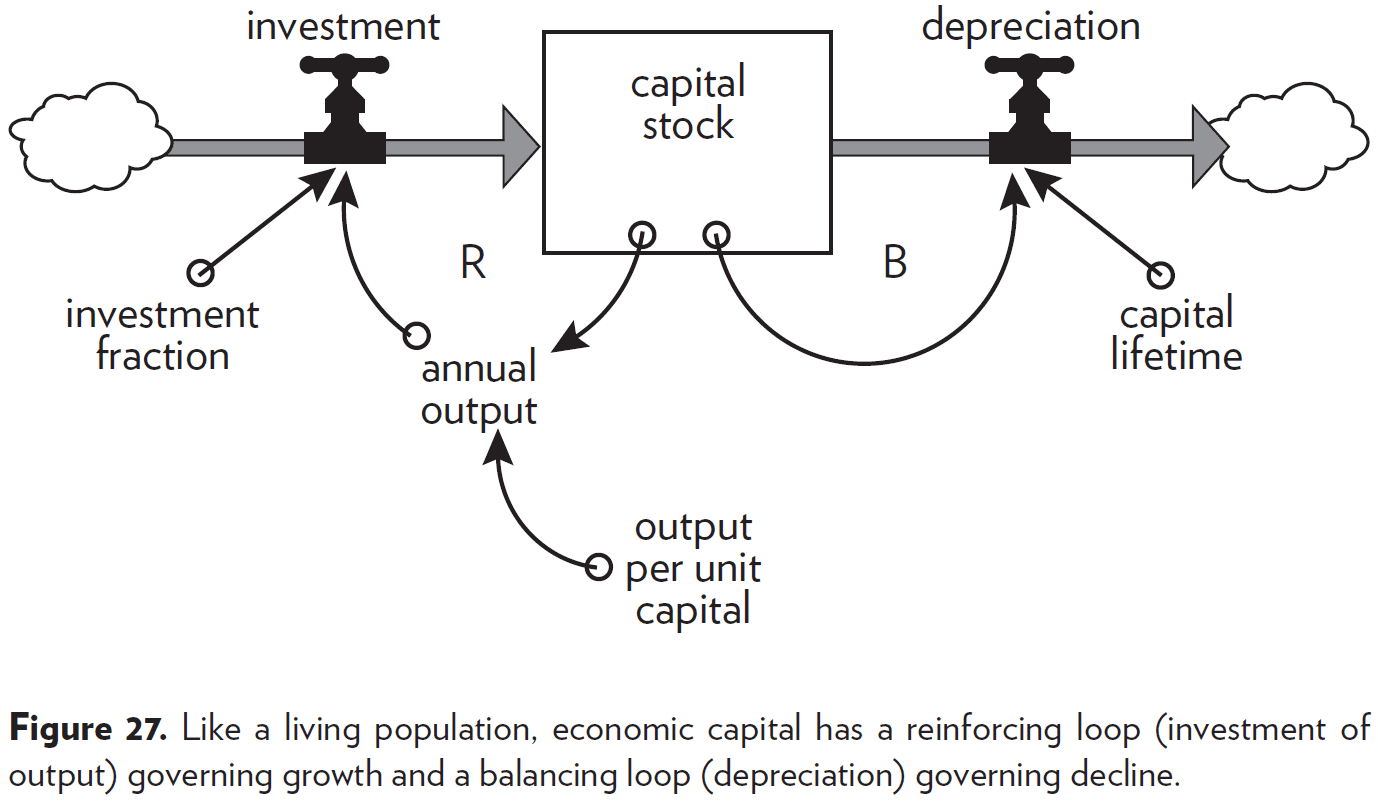 investment
depreciation
capital
stock
R
B
investment
fraction
capital
lifetime
annual
output
output
per unit
capital
Figure 27. Like a living population, economic capital has a reinforcing loop (investment of
output) governing growth and a balancing loop (depreciation) governing decline.